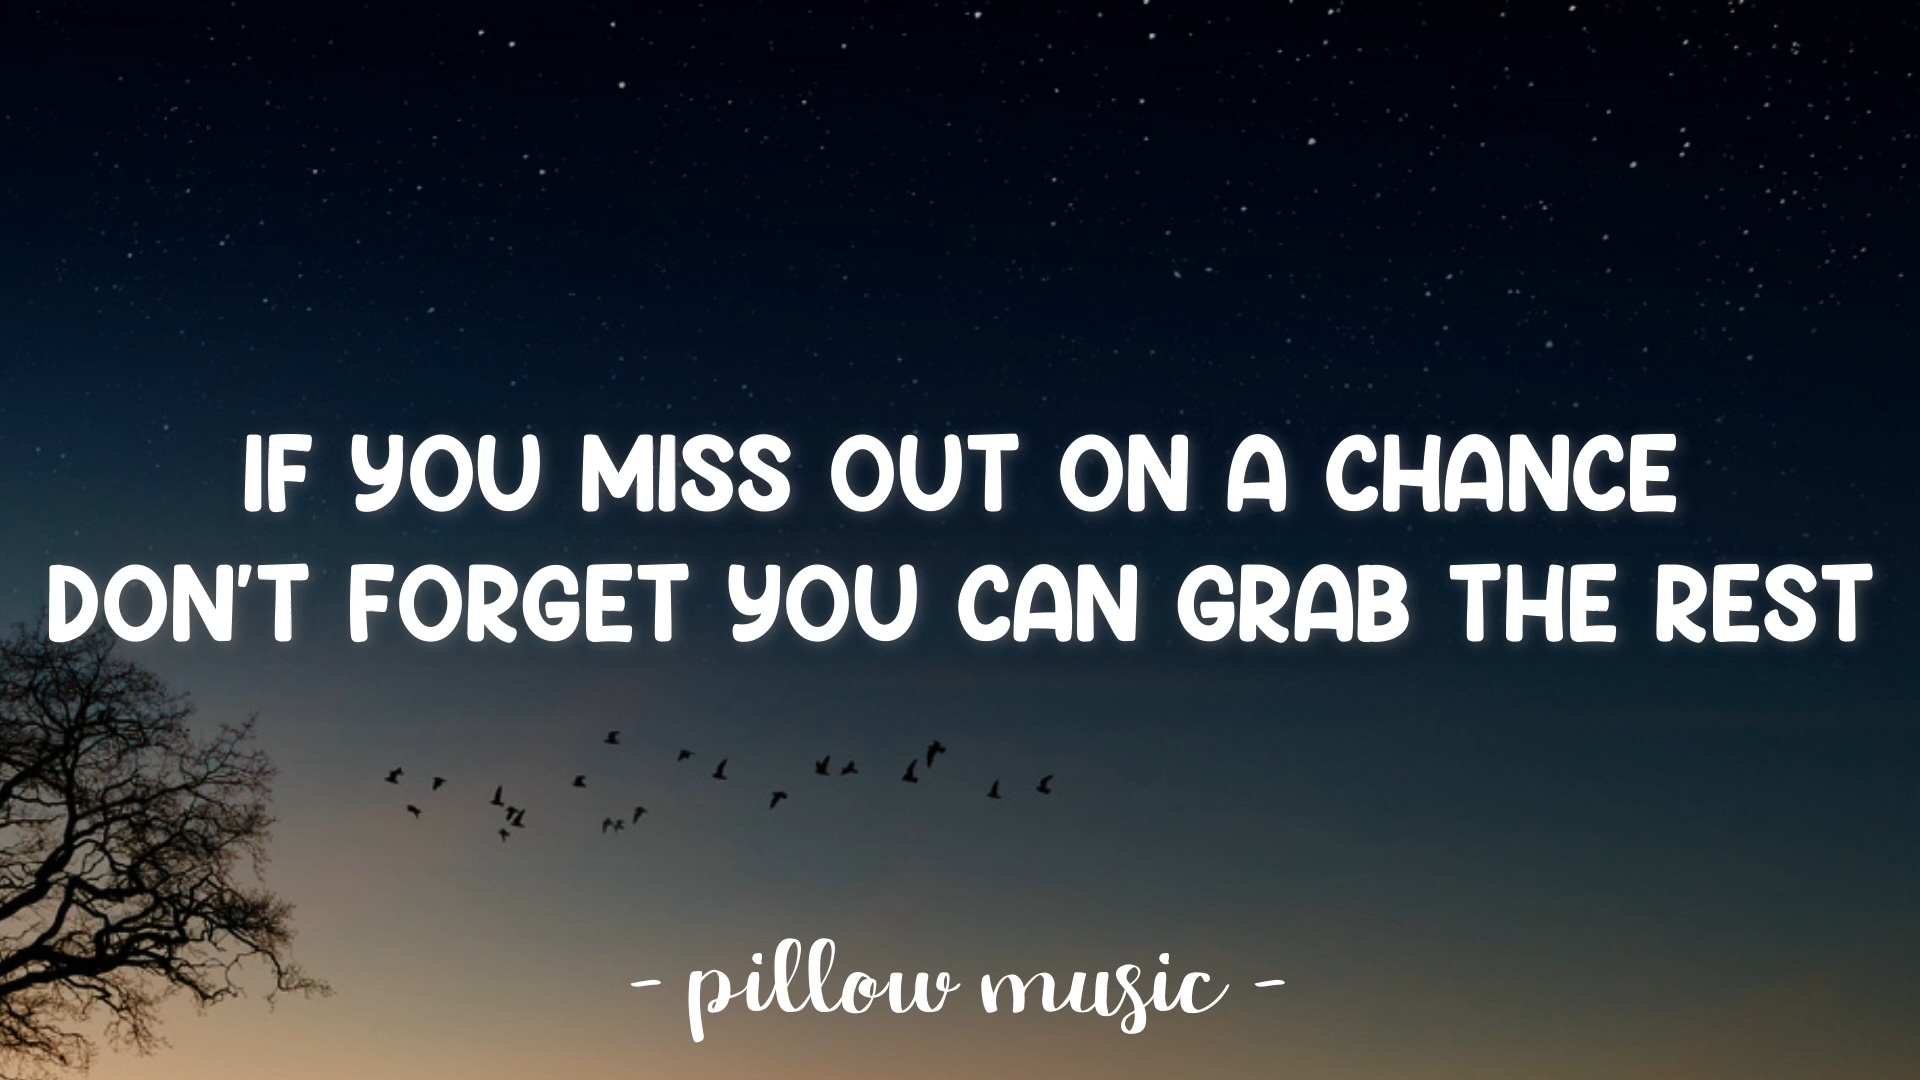 IF YOU MISS OUT ON A CHANCE
DON'T FORGET YOU CAN GRAB THE REST
- pillow music -